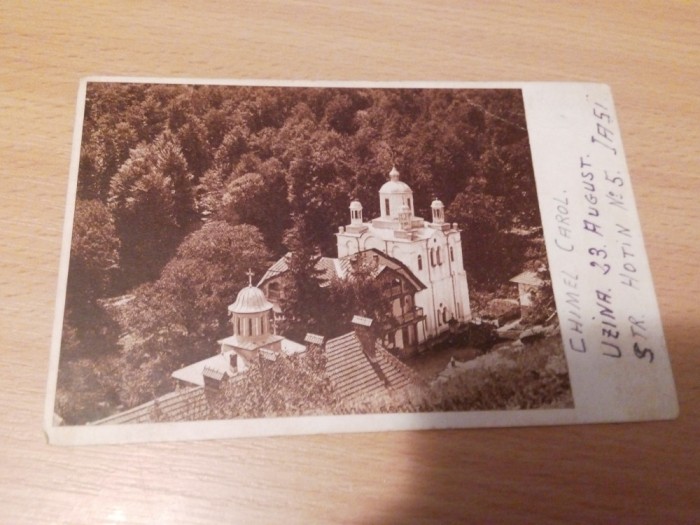 CHIMEL CAROL.
UZINA. 23. AUGUST.
STR HOTIN № 5. IAȘI